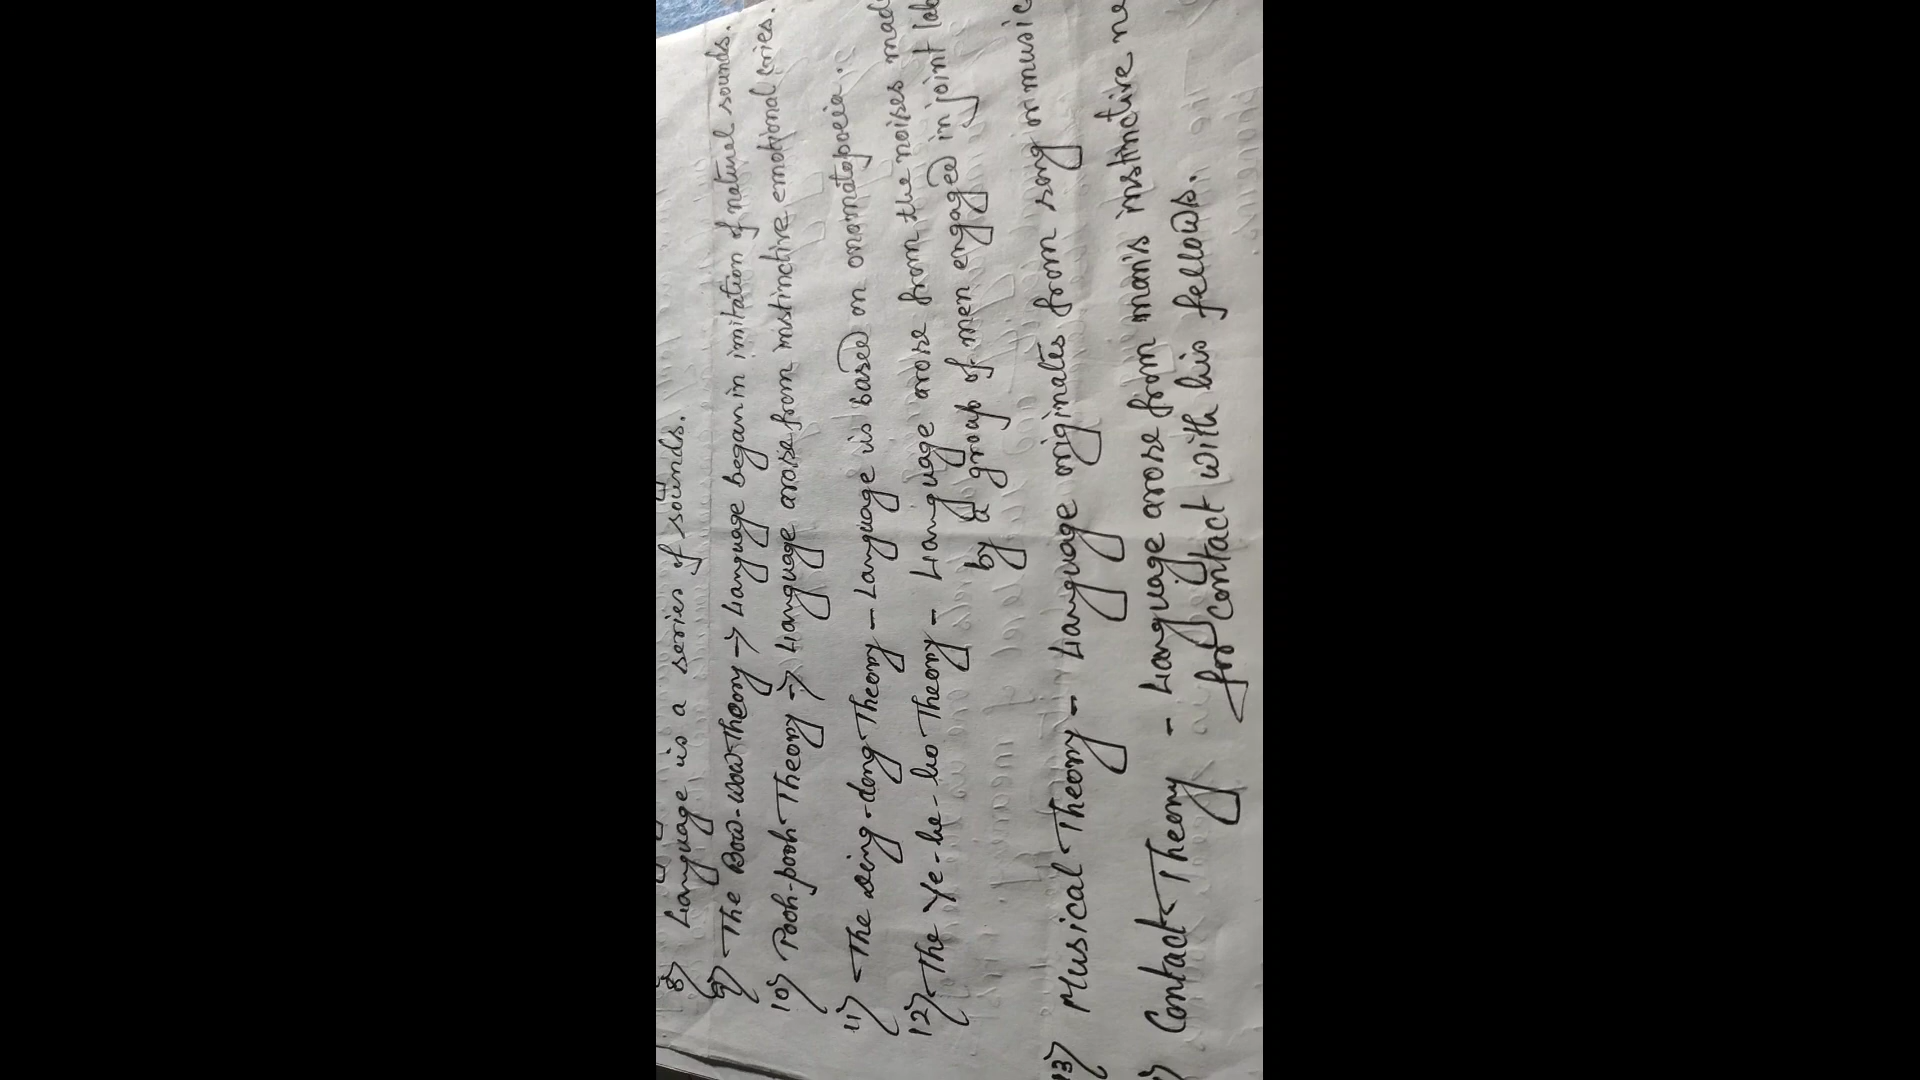 8) Language is a series of sounds.
9) The Bow-wow Theory → Language began in imitation of natural sounds.
10) Pooh-pooh Theory → Language arose from instinctive emotional cries.
11) The ding-dong Theory - Language is based on onomatopoeia.
12) The Ye-he-ho Theory - Language arose from the noises mad
by a group of men engaged in joint lab
13) Musical Theory - Language originates from song or music
) Contact Theory - Language arose from man's instinctive ne
for contact with his fellows.